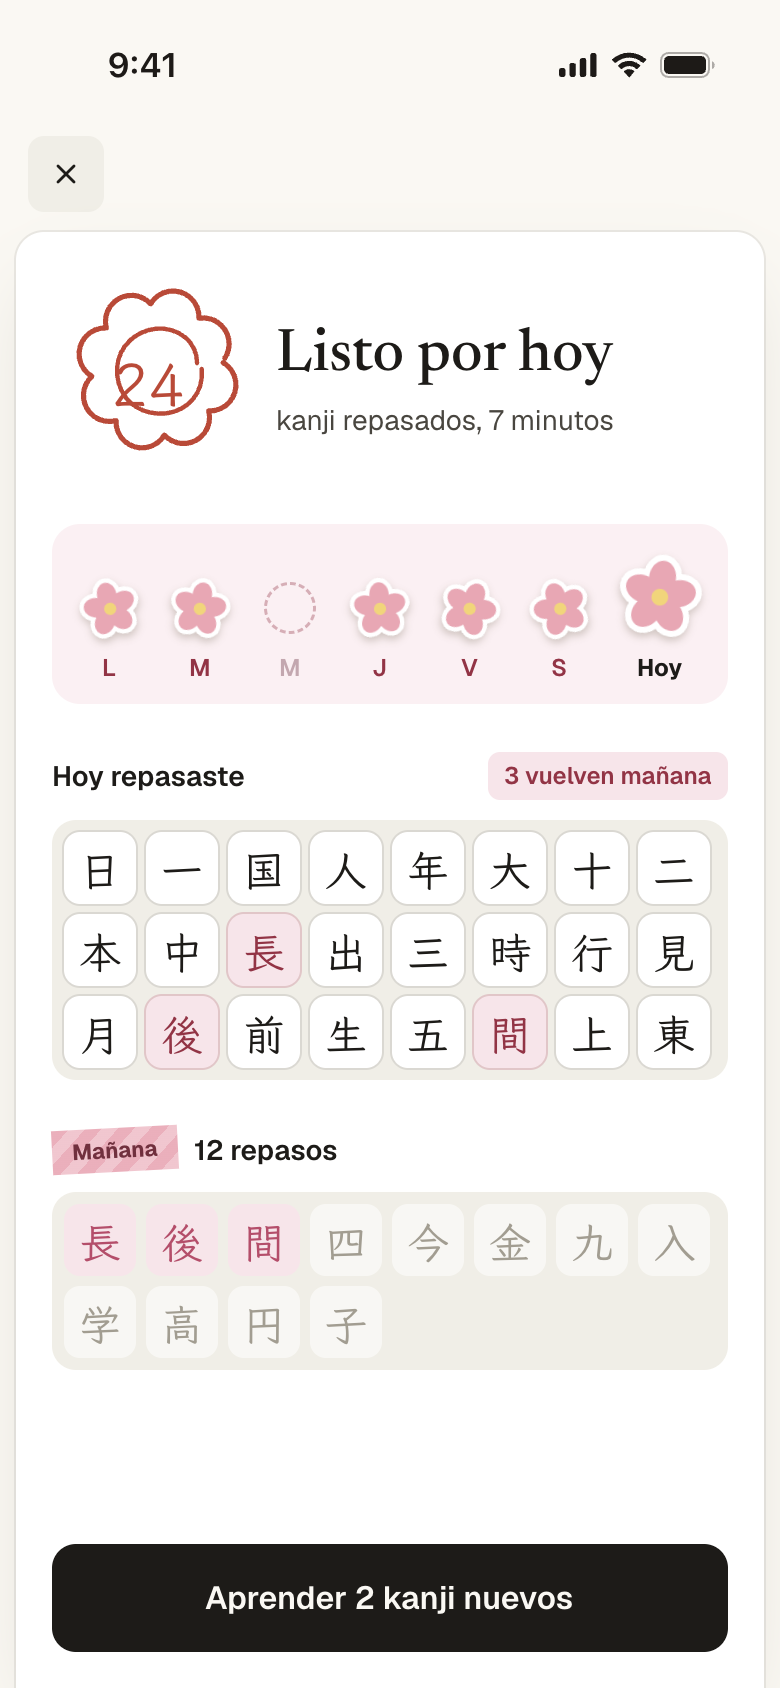 9:41
24
Listo por hoy
kanji repasados, 7 minutos
L M M J V S Hoy
Hoy repasaste 3 vuelven mañana
日 一 国 人 年 大 十 二
本 中 長 出 三 時 行 見
月 後 前 生 五 間 上 東
Mañana 12 repasos
長 後 間 四 今 金 九 入
学 高 円 子
Aprender 2 kanji nuevos